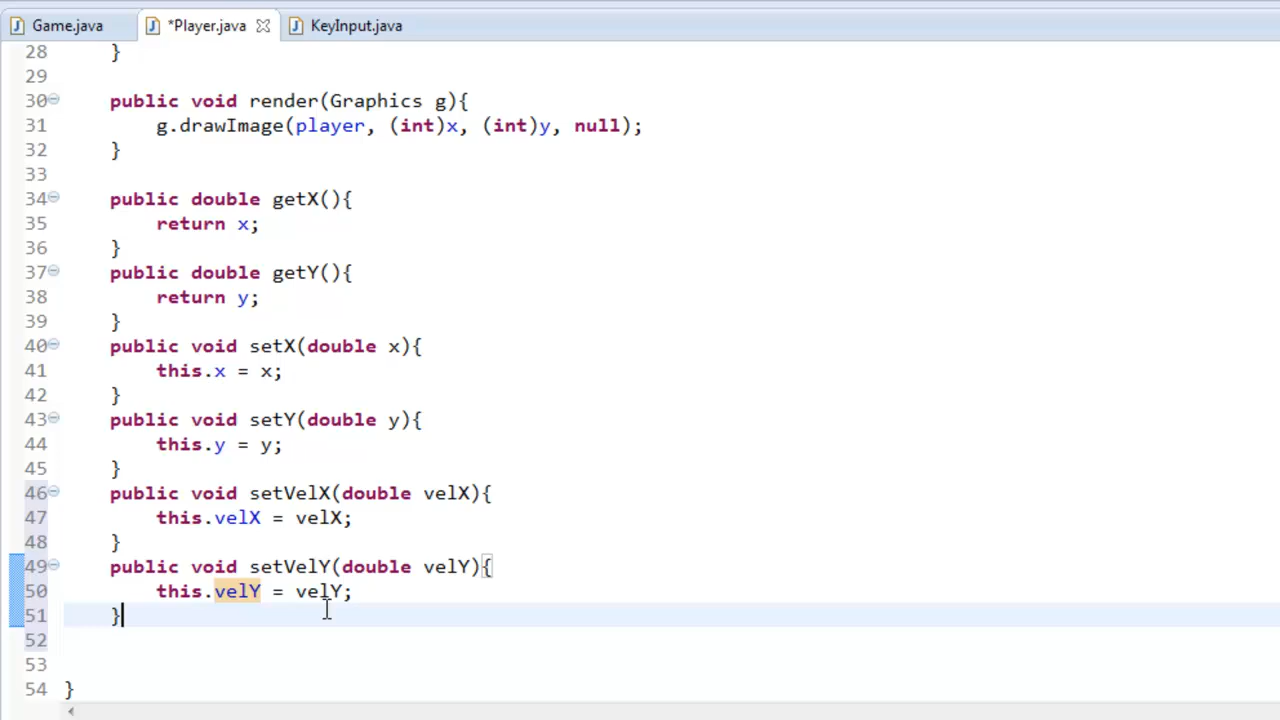 Game.java *Player.java KeyInput.java
28 }
29
30 public void render(Graphics g){
31 g.drawImage(player, (int)x, (int)y, null);
32 }
33
34 public double getX(){
35 return x;
36 }
37 public double getY(){
38 return y;
39 }
40 public void setX(double x){
41 this.x = x;
42 }
43 public void setY(double y){
44 this.y = y;
45 }
46 public void setVelX(double velX){
47 this.velX = velX;
48 }
49 public void setVelY(double velY){
50 this.velY = velY;
51 }
52
53
54 }